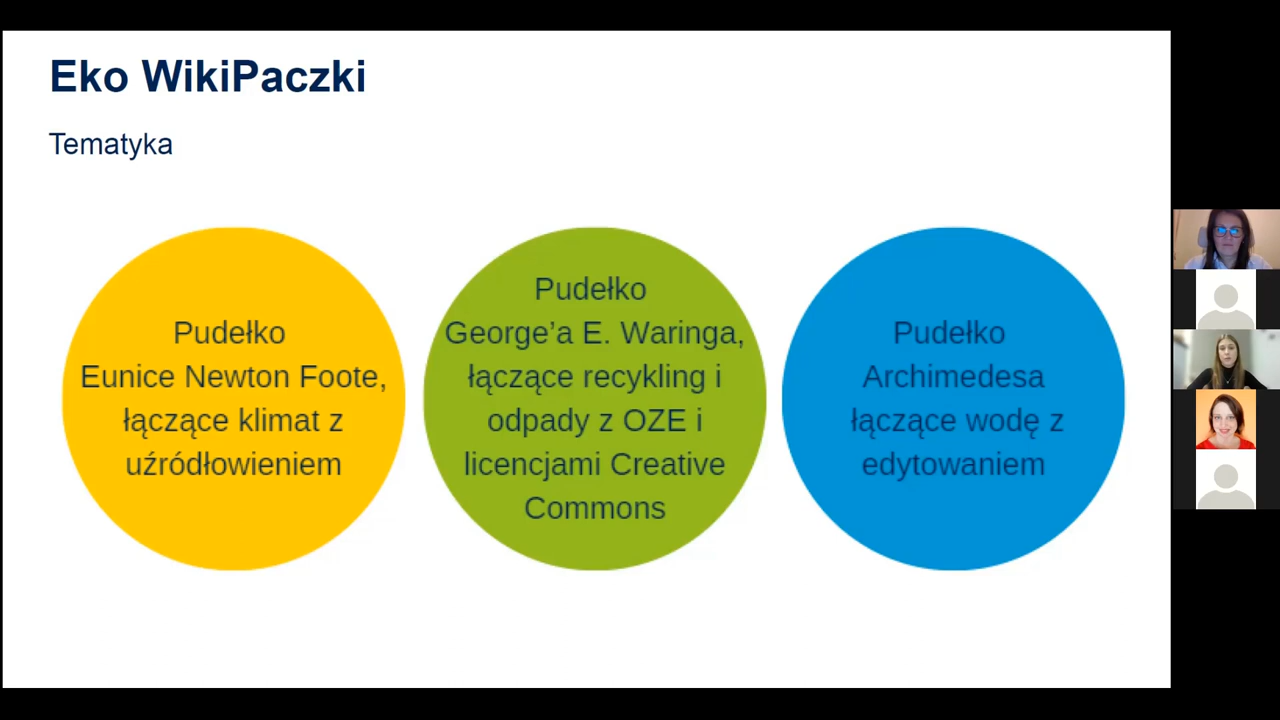 Eko WikiPaczki
Tematyka
Pudełko
Eunice Newton Foote,
łączące klimat z
uźródłowieniem
Pudełko
George’a E. Waringa,
łączące recykling i
odpady z OZE i
licencjami Creative
Commons
Pudełko
Archimedesa
łączące wodę z
edytowaniem